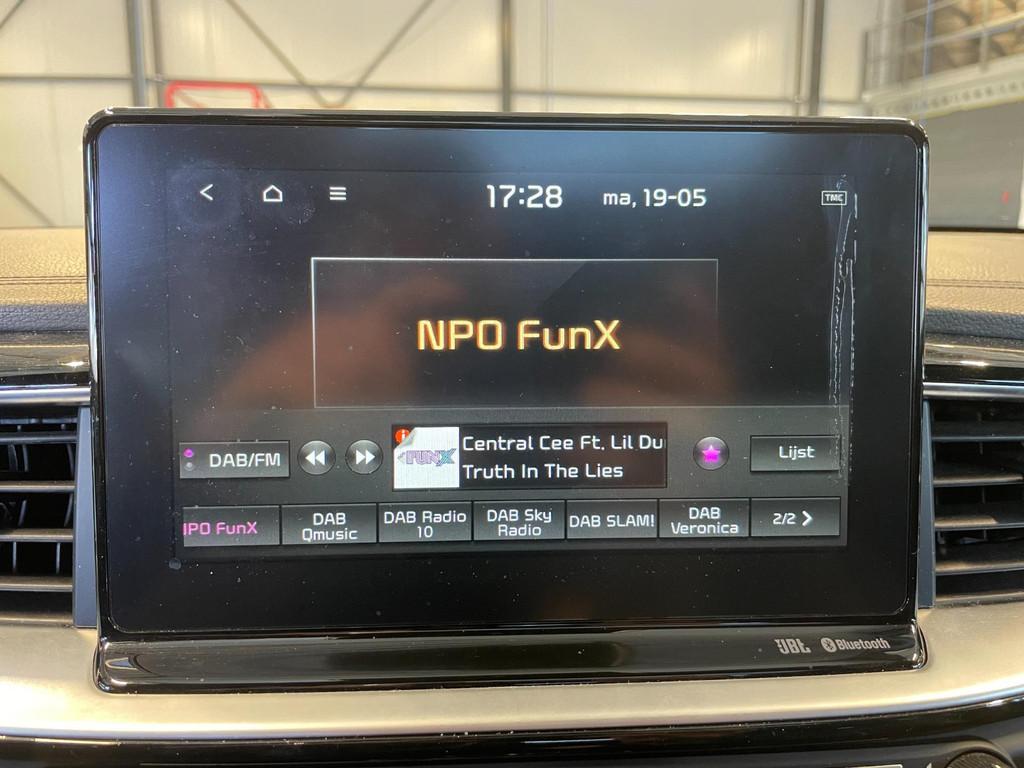 17:28 ma, 19-05 TMC
NPO FunX
DAB/FM
FUNX
Central Cee Ft. Lil Du
Truth In The Lies
Lijst
IPO FunX
DAB
Qmusic
DAB Radio
10
DAB Sky
Radio
DAB SLAM!
DAB
Veronica
2/2
JBL Bluetooth